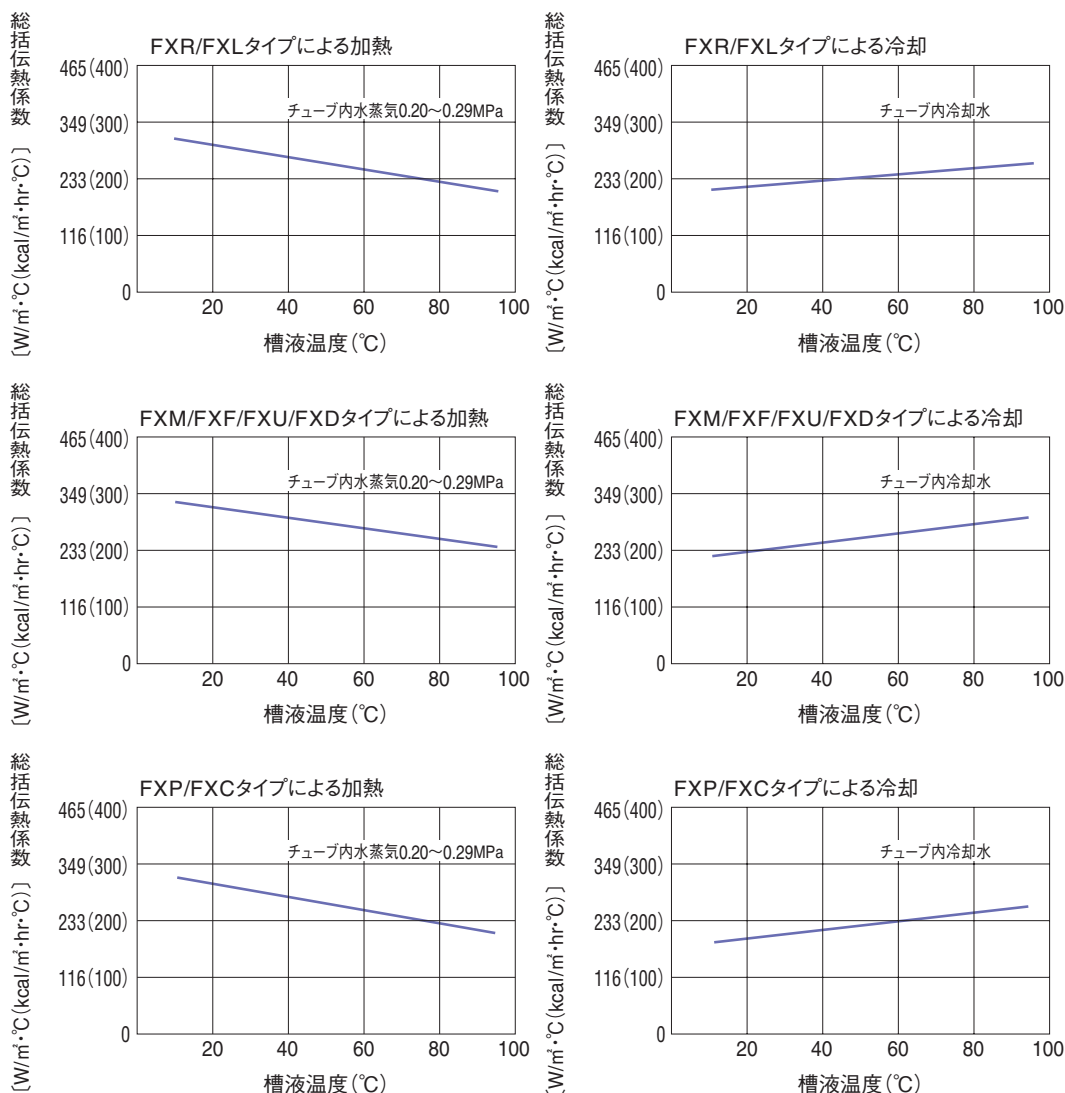 FXR/FXLタイプによる加熱
総括伝熱係数 〔W/㎡・℃(kcal/㎡・hr・℃)〕
465(400)
チューブ内水蒸気0.20〜0.29MPa
349(300)
233(200)
116(100)
0
20 40 60 80 100
槽液温度(℃)
FXR/FXLタイプによる冷却
総括伝熱係数 〔W/㎡・℃(kcal/㎡・hr・℃)〕
465(400)
チューブ内冷却水
349(300)
233(200)
116(100)
0
20 40 60 80 100
槽液温度(℃)
FXM/FXF/FXU/FXDタイプによる加熱
総括伝熱係数 〔W/㎡・℃(kcal/㎡・hr・℃)〕
465(400)
チューブ内水蒸気0.20〜0.29MPa
349(300)
233(200)
116(100)
0
20 40 60 80 100
槽液温度(℃)
FXM/FXF/FXU/FXDタイプによる冷却
総括伝熱係数 〔W/㎡・℃(kcal/㎡・hr・℃)〕
465(400)
チューブ内冷却水
349(300)
233(200)
116(100)
0
20 40 60 80 100
槽液温度(℃)
FXP/FXCタイプによる加熱
総括伝熱係数 〔W/㎡・℃(kcal/㎡・hr・℃)〕
465(400)
チューブ内水蒸気0.20〜0.29MPa
349(300)
233(200)
116(100)
0
20 40 60 80 100
槽液温度(℃)
FXP/FXCタイプによる冷却
総括伝熱係数 〔W/㎡・℃(kcal/㎡・hr・℃)〕
465(400)
チューブ内冷却水
349(300)
233(200)
116(100)
0
20 40 60 80 100
槽液温度(℃)